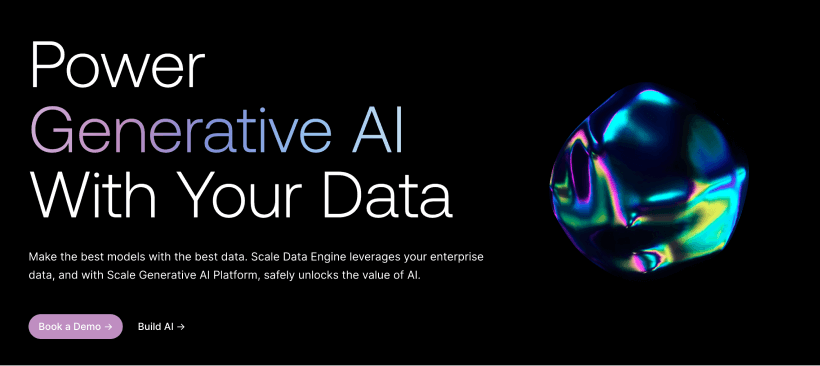 Power
Generative AI
With Your Data
Make the best models with the best data. Scale Data Engine leverages your enterprise
data, and with Scale Generative AI Platform, safely unlocks the value of AI.
Book a Demo → Build AI →